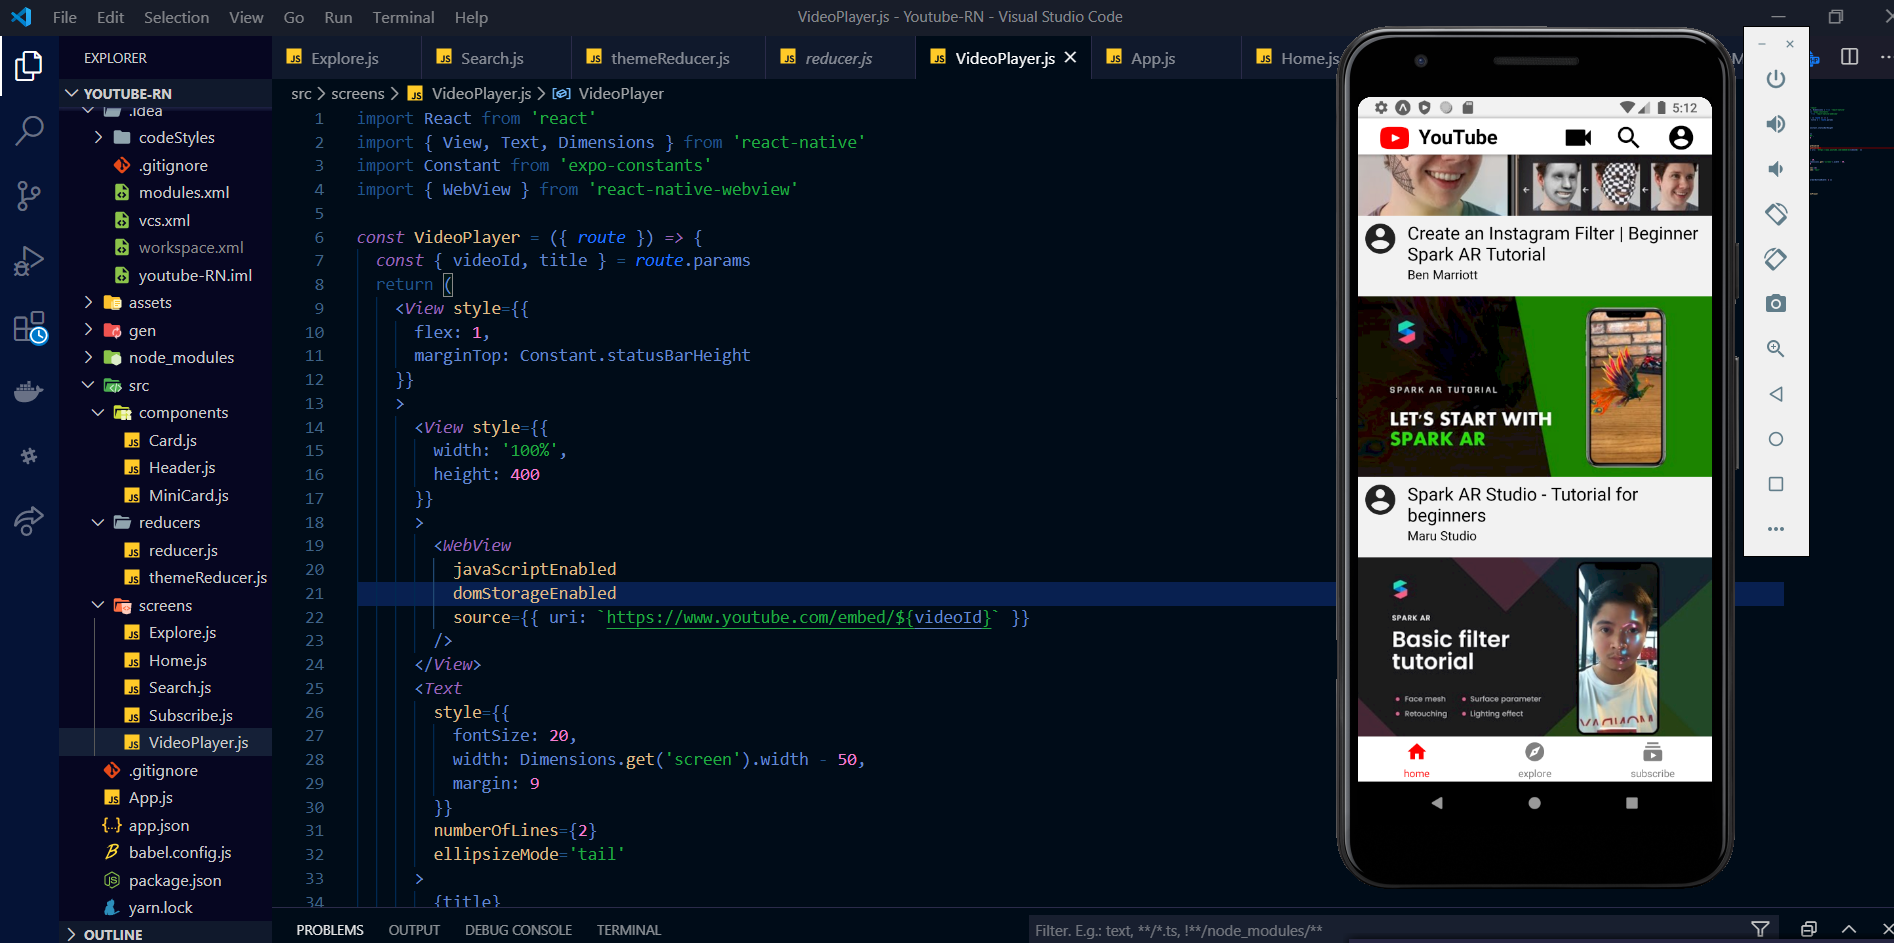 File Edit Selection View Go Run Terminal Help
VideoPlayer.js - Youtube-RN - Visual Studio Code
EXPLORER
YOUTUBE-RN
.idea
codeStyles
.gitignore
modules.xml
vcs.xml
workspace.xml
youtube-RN.iml
assets
gen
node_modules
src
components
Card.js
Header.js
MiniCard.js
reducers
reducer.js
themeReducer.js
screens
Explore.js
Home.js
Search.js
Subscribe.js
VideoPlayer.js
.gitignore
App.js
app.json
babel.config.js
package.json
yarn.lock
OUTLINE
Explore.js Search.js themeReducer.js reducer.js VideoPlayer.js App.js Home.js
src > screens > VideoPlayer.js > VideoPlayer
1 import React from 'react'
2 import { View, Text, Dimensions } from 'react-native'
3 import Constant from 'expo-constants'
4 import { WebView } from 'react-native-webview'
5
6 const VideoPlayer = ({ route }) => {
7 const { videoId, title } = route.params
8 return (
9 <View style={{
10 flex: 1,
11 marginTop: Constant.statusBarHeight
12 }}
13 >
14 <View style={{
15 width: '100%',
16 height: 400
17 }}
18 >
19 <WebView
20 javaScriptEnabled
21 domStorageEnabled
22 source={{ uri: `https://www.youtube.com/embed/${videoId}` }}
23 />
24 </View>
25 <Text
26 style={{
27 fontSize: 20,
28 width: Dimensions.get('screen').width - 50,
29 margin: 9
30 }}
31 numberOfLines={2}
32 ellipsizeMode='tail'
33 >
34 {title}
PROBLEMS OUTPUT DEBUG CONSOLE TERMINAL
Filter. E.g.: text, **/*.ts, !**/node_modules/**
5:12
YouTube
Create an Instagram Filter | Beginner
Spark AR Tutorial
Ben Marriott
SPARK AR TUTORIAL
LET'S START WITH
SPARK AR
Spark AR Studio - Tutorial for
beginners
Maru Studio
SPARK AR
Basic filter
tutorial
Face mesh Surface parameter
Retouching Lighting effect
home explore subscribe